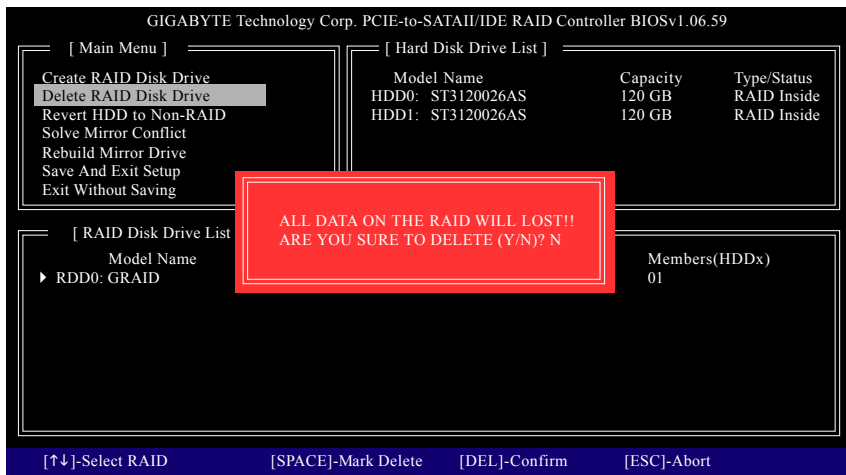 GIGABYTE Technology Corp. PCIE-to-SATAII/IDE RAID Controller BIOSv1.06.59
[ Main Menu ]
Create RAID Disk Drive
Delete RAID Disk Drive
Revert HDD to Non-RAID
Solve Mirror Conflict
Rebuild Mirror Drive
Save And Exit Setup
Exit Without Saving
[ Hard Disk Drive List ]
Model Name Capacity Type/Status
HDD0: ST3120026AS 120 GB RAID Inside
HDD1: ST3120026AS 120 GB RAID Inside
ALL DATA ON THE RAID WILL LOST!!
ARE YOU SURE TO DELETE (Y/N)? N
[ RAID Disk Drive List
Model Name Members(HDDx)
RDD0: GRAID 01
[↑↓]-Select RAID [SPACE]-Mark Delete [DEL]-Confirm [ESC]-Abort